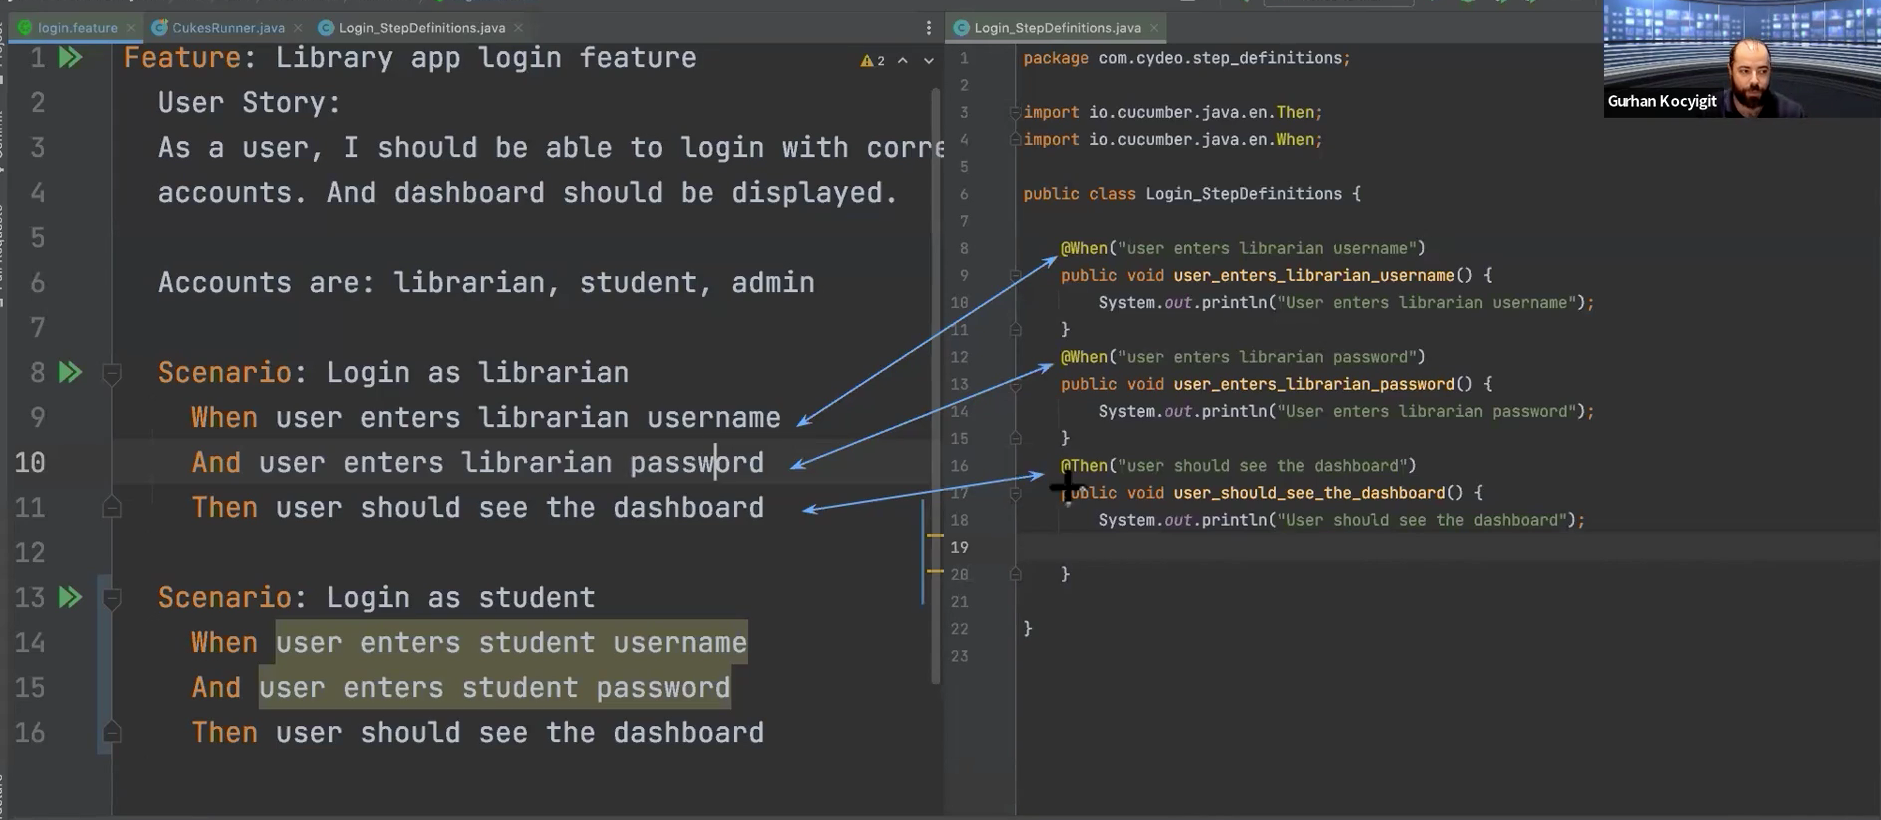 login.feature
CukesRunner.java
Login_StepDefinitions.java
1 Feature: Library app login feature
2 User Story:
3 As a user, I should be able to login with corre
4 accounts. And dashboard should be displayed.
5
6 Accounts are: librarian, student, admin
7
8 Scenario: Login as librarian
9 When user enters librarian username
10 And user enters librarian password
11 Then user should see the dashboard
12
13 Scenario: Login as student
14 When user enters student username
15 And user enters student password
16 Then user should see the dashboard
2
Login_StepDefinitions.java
1 package com.cydeo.step_definitions;
2
3 import io.cucumber.java.en.Then;
4 import io.cucumber.java.en.When;
5
6 public class Login_StepDefinitions {
7
8 @When("user enters librarian username")
9 public void user_enters_librarian_username() {
10 System.out.println("User enters librarian username");
11 }
12 @When("user enters librarian password")
13 public void user_enters_librarian_password() {
14 System.out.println("User enters librarian password");
15 }
16 @Then("user should see the dashboard")
17 public void user_should_see_the_dashboard() {
18 System.out.println("User should see the dashboard");
19
20 }
21
22 }
23
Gurhan Kocyigit